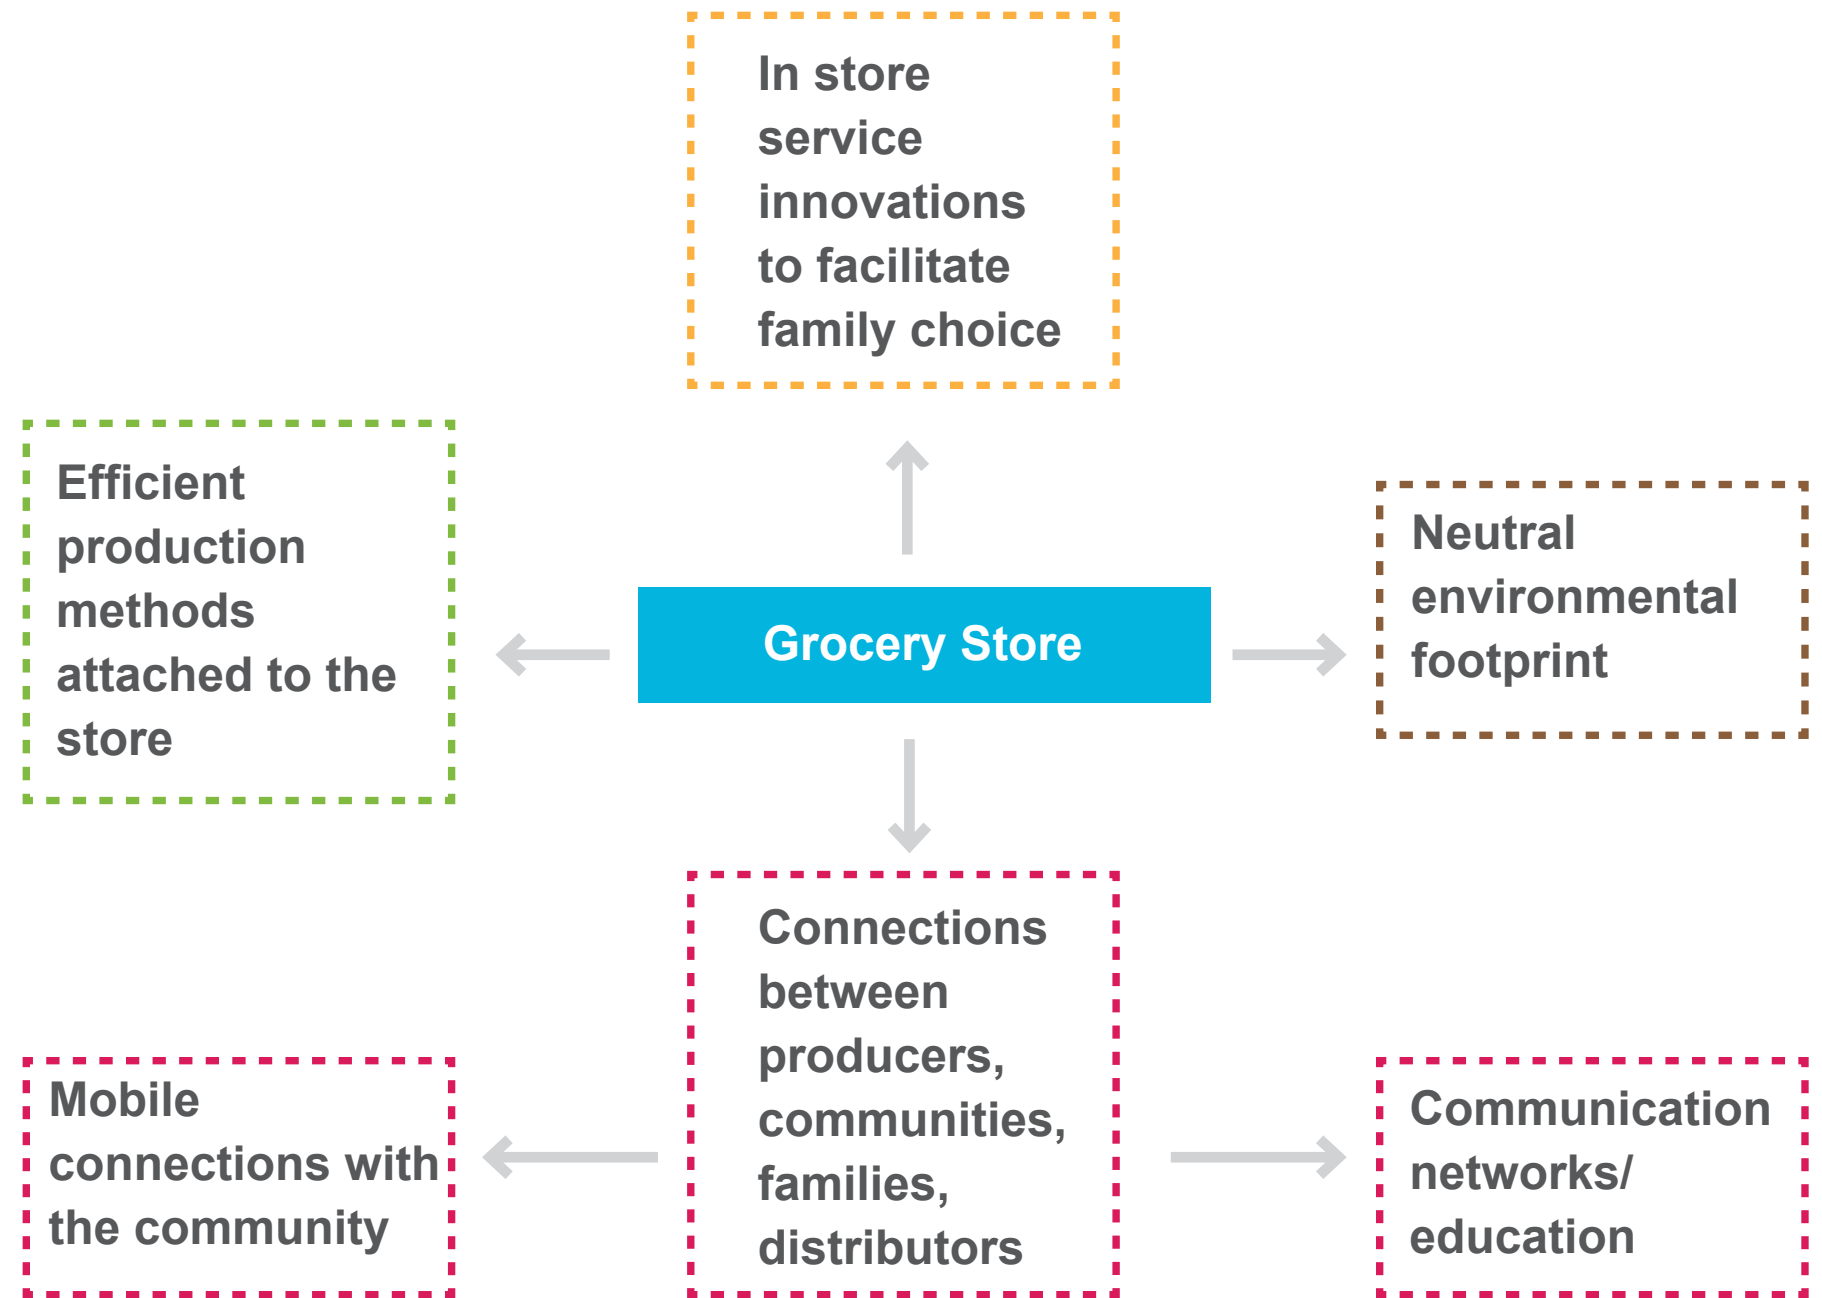 In store
service
innovations
to facilitate
family choice
Efficient
production
methods
attached to the
store
Grocery Store
Neutral
environmental
footprint
Connections
between
producers,
communities,
families,
distributors
Mobile
connections with
the community
Communication
networks/
education